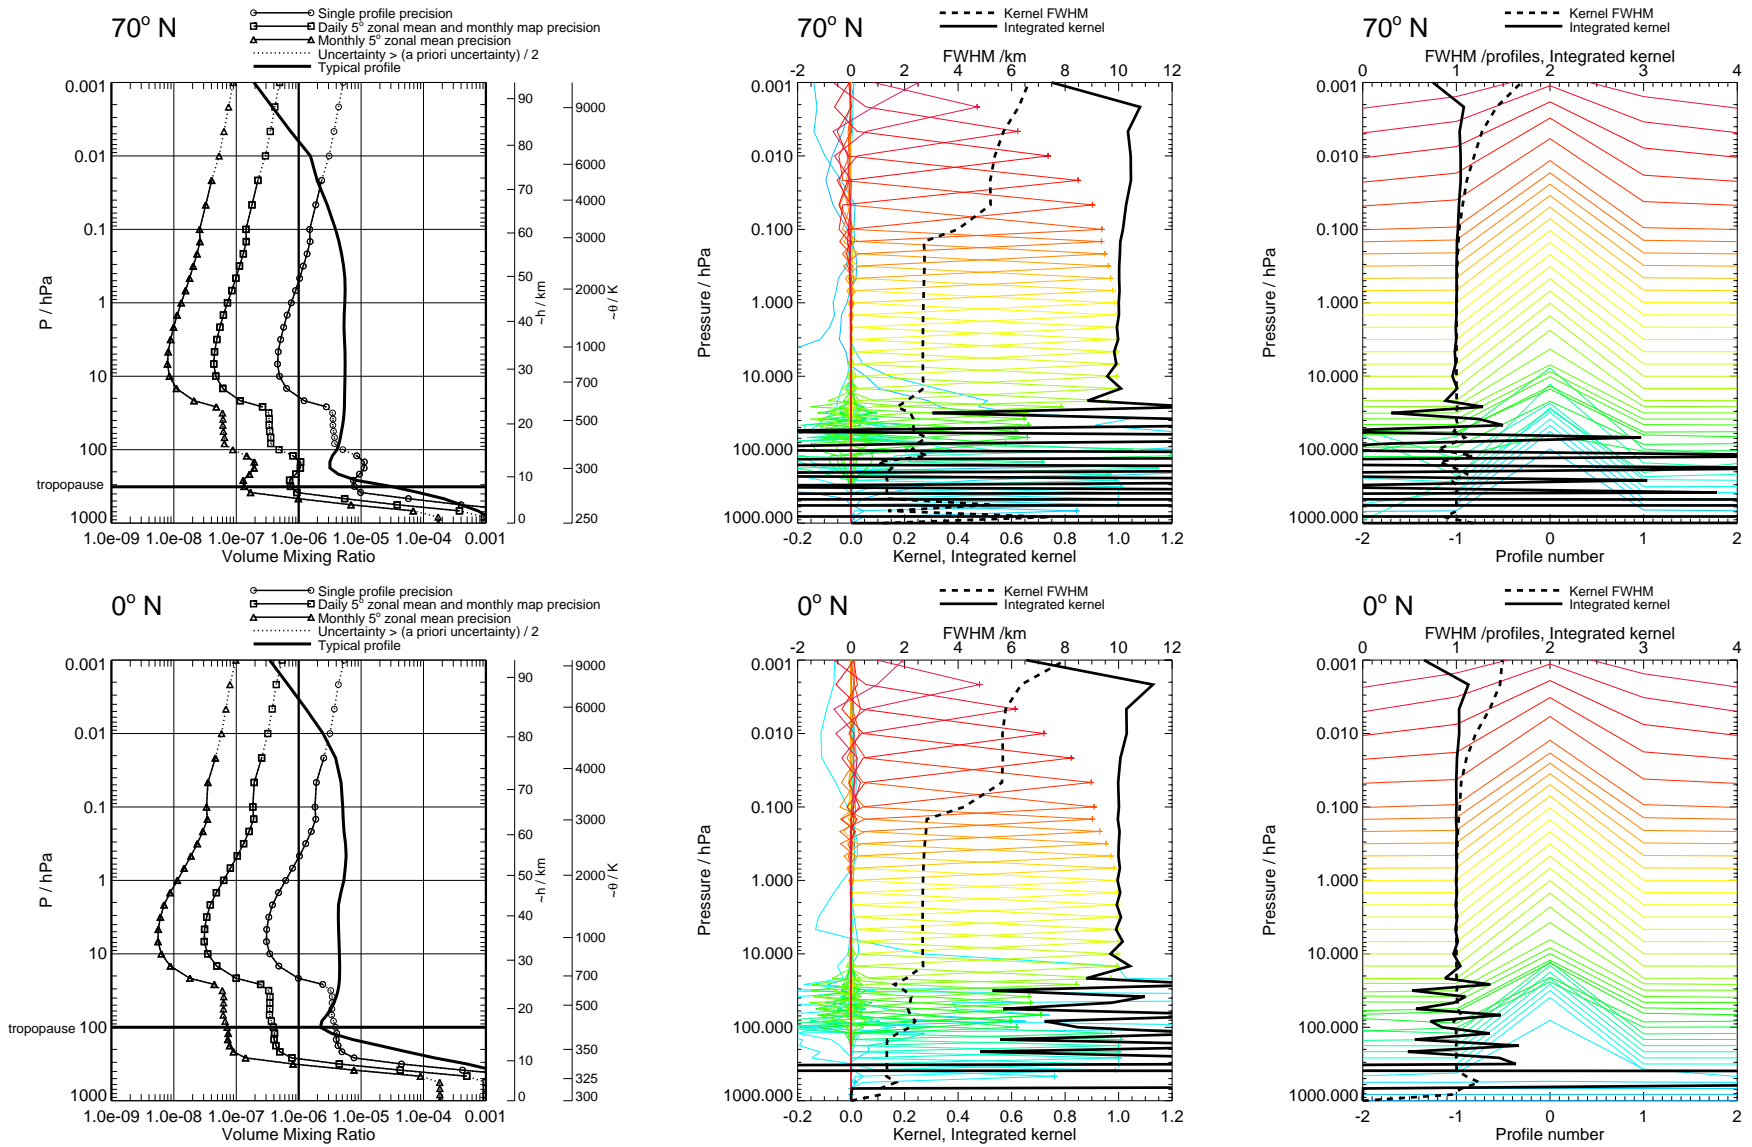 70° N
Single profile precision
Daily 5° zonal mean and monthly map precision
Monthly 5° zonal mean precision
Uncertainty > (a priori uncertainty) / 2
Typical profile
0.001
0.01
0.1
1
10
100
tropopause
1000
P / hPa
1.0e-09 1.0e-08 1.0e-07 1.0e-06 1.0e-05 1.0e-04 0.001
Volume Mixing Ratio
90
80
70
60
50
40
30
20
10
0
~h / km
9000
6000
4000
3000
2000
1000
700
500
300
250
~θ / K
70° N
Kernel FWHM
Integrated kernel
FWHM /km
-2 0 2 4 6 8 10 12
0.001
0.010
0.100
1.000
10.000
100.000
1000.000
Pressure / hPa
-0.2 0.0 0.2 0.4 0.6 0.8 1.0 1.2
Kernel, Integrated kernel
70° N
Kernel FWHM
Integrated kernel
FWHM /profiles, Integrated kernel
0 1 2 3 4
0.001
0.010
0.100
1.000
10.000
100.000
1000.000
Pressure / hPa
-2 -1 0 1 2
Profile number
0° N
Single profile precision
Daily 5° zonal mean and monthly map precision
Monthly 5° zonal mean precision
Uncertainty > (a priori uncertainty) / 2
Typical profile
0.001
0.01
0.1
1
10
tropopause 100
1000
P / hPa
1.0e-09 1.0e-08 1.0e-07 1.0e-06 1.0e-05 1.0e-04 0.001
Volume Mixing Ratio
90
80
70
60
50
40
30
20
10
0
~h / km
9000
6000
4000
3000
2000
1000
700
500
350
325
300
~θ / K
0° N
Kernel FWHM
Integrated kernel
FWHM /km
-2 0 2 4 6 8 10 12
0.001
0.010
0.100
1.000
10.000
100.000
1000.000
Pressure / hPa
-0.2 0.0 0.2 0.4 0.6 0.8 1.0 1.2
Kernel, Integrated kernel
0° N
Kernel FWHM
Integrated kernel
FWHM /profiles, Integrated kernel
0 1 2 3 4
0.001
0.010
0.100
1.000
10.000
100.000
1000.000
Pressure / hPa
-2 -1 0 1 2
Profile number